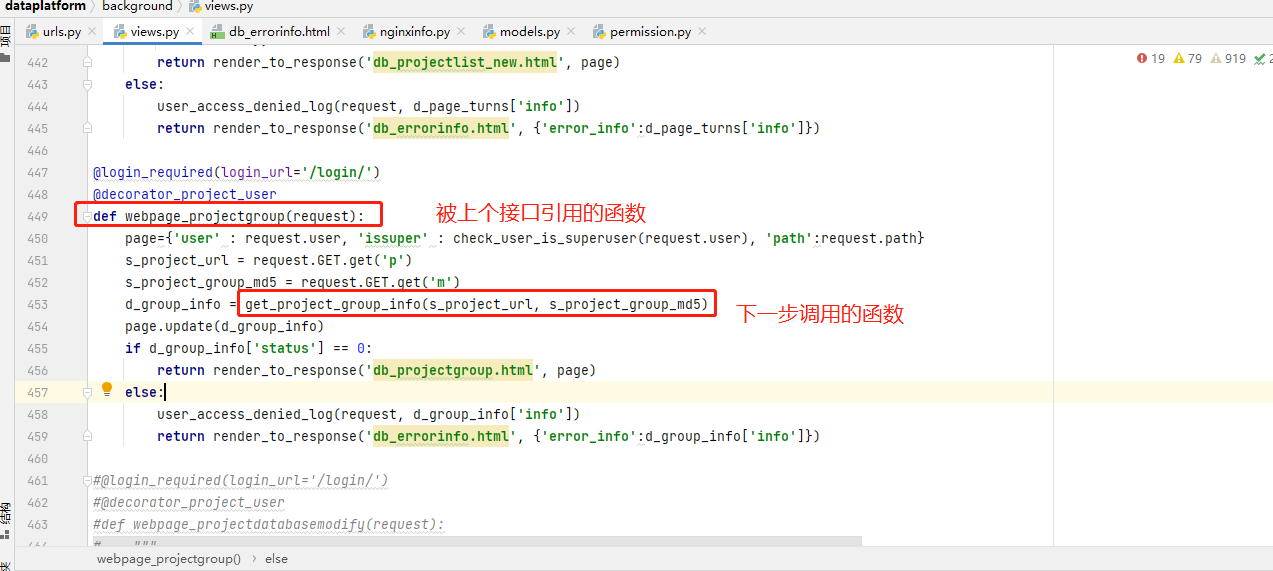 dataplatform › background › views.py
项目
urls.py × views.py × db_errorinfo.html × nginxinfo.py × models.py × permission.py ×
19 79 919 2
442 return render_to_response('db_projectlist_new.html', page)
443 else:
444 user_access_denied_log(request, d_page_turns['info'])
445 return render_to_response('db_errorinfo.html', {'error_info':d_page_turns['info']})
446
447 @login_required(login_url='/login/')
448 @decorator_project_user
449 def webpage_projectgroup(request): 被上个接口引用的函数
450 page={'user' : request.user, 'issuper' : check_user_is_superuser(request.user), 'path':request.path}
451 s_project_url = request.GET.get('p')
452 s_project_group_md5 = request.GET.get('m')
453 d_group_info = get_project_group_info(s_project_url, s_project_group_md5) 下一步调用的函数
454 page.update(d_group_info)
455 if d_group_info['status'] == 0:
456 return render_to_response('db_projectgroup.html', page)
457 else:
458 user_access_denied_log(request, d_group_info['info'])
459 return render_to_response('db_errorinfo.html', {'error_info':d_group_info['info']})
460
461 #@login_required(login_url='/login/')
462 #@decorator_project_user
463 #def webpage_projectdatabasemodify(request):
# """
结构
webpage_projectgroup() › else